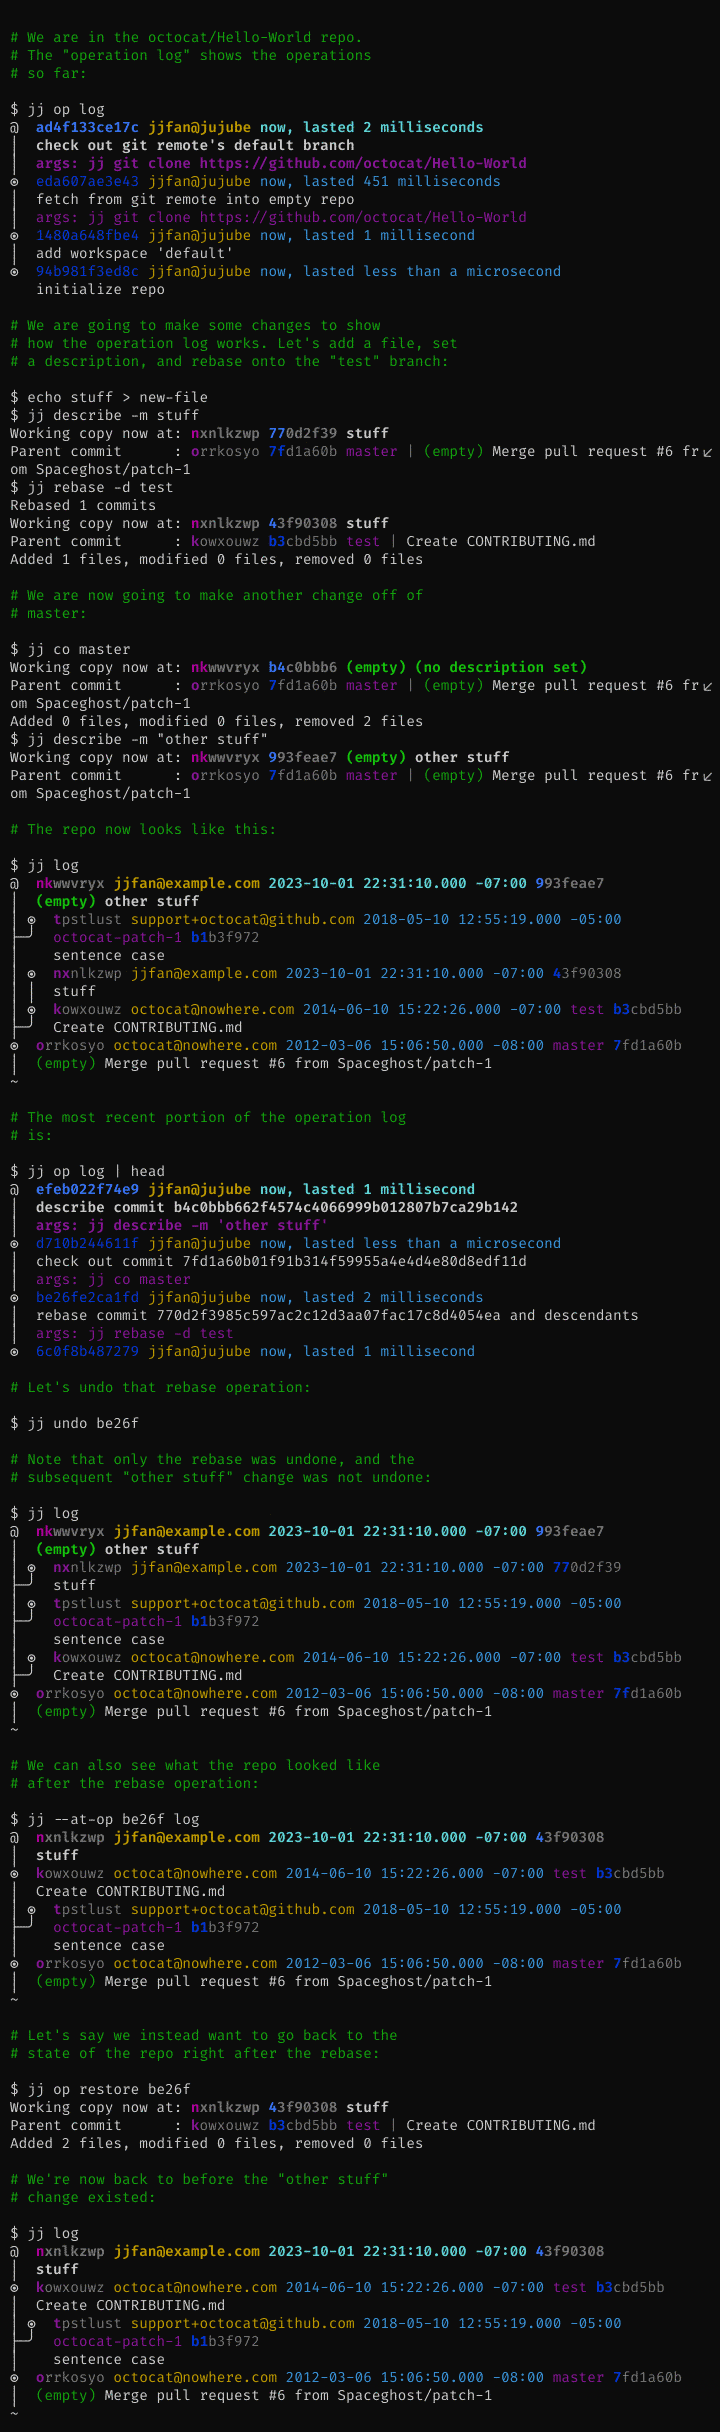 # We are in the octocat/Hello-World repo.
# The "operation log" shows the operations
# so far:
$ jj op log
@  ad4f133ce17c jjfan@jujube now, lasted 2 milliseconds
│  check out git remote's default branch
│  args: jj git clone https://github.com/octocat/Hello-World
◉  eda607ae3e43 jjfan@jujube now, lasted 451 milliseconds
│  fetch from git remote into empty repo
│  args: jj git clone https://github.com/octocat/Hello-World
◉  1480a648fbe4 jjfan@jujube now, lasted 1 millisecond
│  add workspace 'default'
◉  94b981f3ed8c jjfan@jujube now, lasted less than a microsecond
   initialize repo
# We are going to make some changes to show
# how the operation log works. Let's add a file, set
# a description, and rebase onto the "test" branch:
$ echo stuff > new-file
$ jj describe -m stuff
Working copy now at: nxnlkzwp 770d2f39 stuff
Parent commit      : orrkosyo 7fd1a60b master | (empty) Merge pull request #6 fr↙
om Spaceghost/patch-1
$ jj rebase -d test
Rebased 1 commits
Working copy now at: nxnlkzwp 43f90308 stuff
Parent commit      : kowxouwz b3cbd5bb test | Create CONTRIBUTING.md
Added 1 files, modified 0 files, removed 0 files
# We are now going to make another change off of
# master:
$ jj co master
Working copy now at: nkwwvryx b4c0bbb6 (empty) (no description set)
Parent commit      : orrkosyo 7fd1a60b master | (empty) Merge pull request #6 fr↙
om Spaceghost/patch-1
Added 0 files, modified 0 files, removed 2 files
$ jj describe -m "other stuff"
Working copy now at: nkwwvryx 993feae7 (empty) other stuff
Parent commit      : orrkosyo 7fd1a60b master | (empty) Merge pull request #6 fr↙
om Spaceghost/patch-1
# The repo now looks like this:
$ jj log
@  nkwwvryx jjfan@example.com 2023-10-01 22:31:10.000 -07:00 993feae7
│  (empty) other stuff
│ ◉  tpstlust support+octocat@github.com 2018-05-10 12:55:19.000 -05:00
├─╯  octocat-patch-1 b1b3f972
│    sentence case
│ ◉  nxnlkzwp jjfan@example.com 2023-10-01 22:31:10.000 -07:00 43f90308
│ │  stuff
│ ◉  kowxouwz octocat@nowhere.com 2014-06-10 15:22:26.000 -07:00 test b3cbd5bb
├─╯  Create CONTRIBUTING.md
◉  orrkosyo octocat@nowhere.com 2012-03-06 15:06:50.000 -08:00 master 7fd1a60b
│  (empty) Merge pull request #6 from Spaceghost/patch-1
~
# The most recent portion of the operation log
# is:
$ jj op log | head
@  efeb022f74e9 jjfan@jujube now, lasted 1 millisecond
│  describe commit b4c0bbb662f4574c4066999b012807b7ca29b142
│  args: jj describe -m 'other stuff'
◉  d710b244611f jjfan@jujube now, lasted less than a microsecond
│  check out commit 7fd1a60b01f91b314f59955a4e4d4e80d8edf11d
│  args: jj co master
◉  be26fe2ca1fd jjfan@jujube now, lasted 2 milliseconds
│  rebase commit 770d2f3985c597ac2c12d3aa07fac17c8d4054ea and descendants
│  args: jj rebase -d test
◉  6c0f8b487279 jjfan@jujube now, lasted 1 millisecond
# Let's undo that rebase operation:
$ jj undo be26f
# Note that only the rebase was undone, and the
# subsequent "other stuff" change was not undone:
$ jj log
@  nkwwvryx jjfan@example.com 2023-10-01 22:31:10.000 -07:00 993feae7
│  (empty) other stuff
│ ◉  nxnlkzwp jjfan@example.com 2023-10-01 22:31:10.000 -07:00 770d2f39
├─╯  stuff
│ ◉  tpstlust support+octocat@github.com 2018-05-10 12:55:19.000 -05:00
├─╯  octocat-patch-1 b1b3f972
│    sentence case
│ ◉  kowxouwz octocat@nowhere.com 2014-06-10 15:22:26.000 -07:00 test b3cbd5bb
├─╯  Create CONTRIBUTING.md
◉  orrkosyo octocat@nowhere.com 2012-03-06 15:06:50.000 -08:00 master 7fd1a60b
│  (empty) Merge pull request #6 from Spaceghost/patch-1
~
# We can also see what the repo looked like
# after the rebase operation:
$ jj --at-op be26f log
@  nxnlkzwp jjfan@example.com 2023-10-01 22:31:10.000 -07:00 43f90308
│  stuff
◉  kowxouwz octocat@nowhere.com 2014-06-10 15:22:26.000 -07:00 test b3cbd5bb
│  Create CONTRIBUTING.md
│ ◉  tpstlust support+octocat@github.com 2018-05-10 12:55:19.000 -05:00
├─╯  octocat-patch-1 b1b3f972
│    sentence case
◉  orrkosyo octocat@nowhere.com 2012-03-06 15:06:50.000 -08:00 master 7fd1a60b
│  (empty) Merge pull request #6 from Spaceghost/patch-1
~
# Let's say we instead want to go back to the
# state of the repo right after the rebase:
$ jj op restore be26f
Working copy now at: nxnlkzwp 43f90308 stuff
Parent commit      : kowxouwz b3cbd5bb test | Create CONTRIBUTING.md
Added 2 files, modified 0 files, removed 0 files
# We're now back to before the "other stuff"
# change existed:
$ jj log
@  nxnlkzwp jjfan@example.com 2023-10-01 22:31:10.000 -07:00 43f90308
│  stuff
◉  kowxouwz octocat@nowhere.com 2014-06-10 15:22:26.000 -07:00 test b3cbd5bb
│  Create CONTRIBUTING.md
│ ◉  tpstlust support+octocat@github.com 2018-05-10 12:55:19.000 -05:00
├─╯  octocat-patch-1 b1b3f972
│    sentence case
◉  orrkosyo octocat@nowhere.com 2012-03-06 15:06:50.000 -08:00 master 7fd1a60b
│  (empty) Merge pull request #6 from Spaceghost/patch-1
~